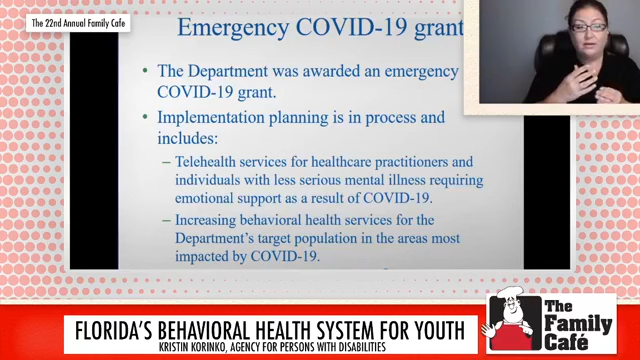 The 22nd Annual Family Cafe
Emergency COVID-19 grant
• The Department was awarded an emergency
COVID-19 grant.
• Implementation planning is in process and
includes:
– Telehealth services for healthcare practitioners and
individuals with less serious mental illness requiring
emotional support as a result of COVID-19.
– Increasing behavioral health services for the
Department's target population in the areas most
impacted by COVID-19.
FLORIDA'S BEHAVIORAL HEALTH SYSTEM FOR YOUTH
KRISTIN KORINKO, AGENCY FOR PERSONS WITH DISABILITIES
The
Family
Café